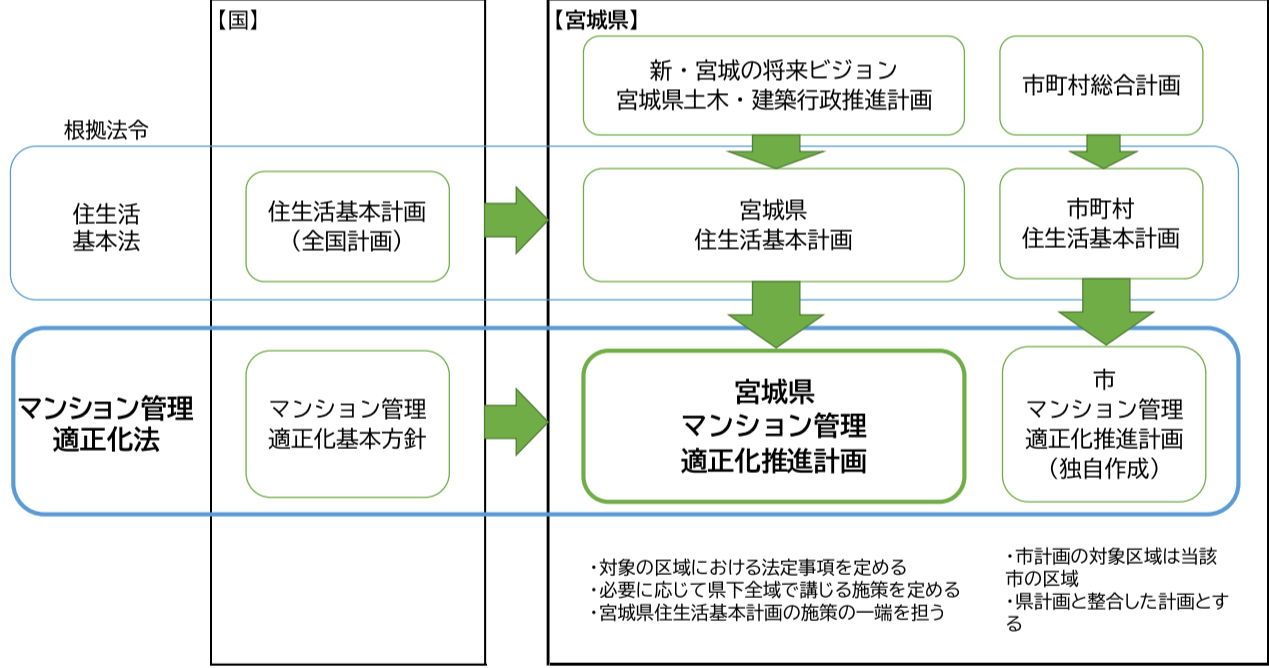 【国】
【宮城県】
新・宮城の将来ビジョン
宮城県土木・建築行政推進計画
市町村総合計画
根拠法令
住生活
基本法
住生活基本計画
（全国計画）
宮城県
住生活基本計画
市町村
住生活基本計画
マンション管理
適正化法
マンション管理
適正化基本方針
宮城県
マンション管理
適正化推進計画
市
マンション管理
適正化推進計画
（独自作成）
・対象の区域における法定事項を定める
・必要に応じて県下全域で講じる施策を定める
・宮城県住生活基本計画の施策の一端を担う
・市計画の対象区域は当該
市の区域
・県計画と整合した計画とす
る